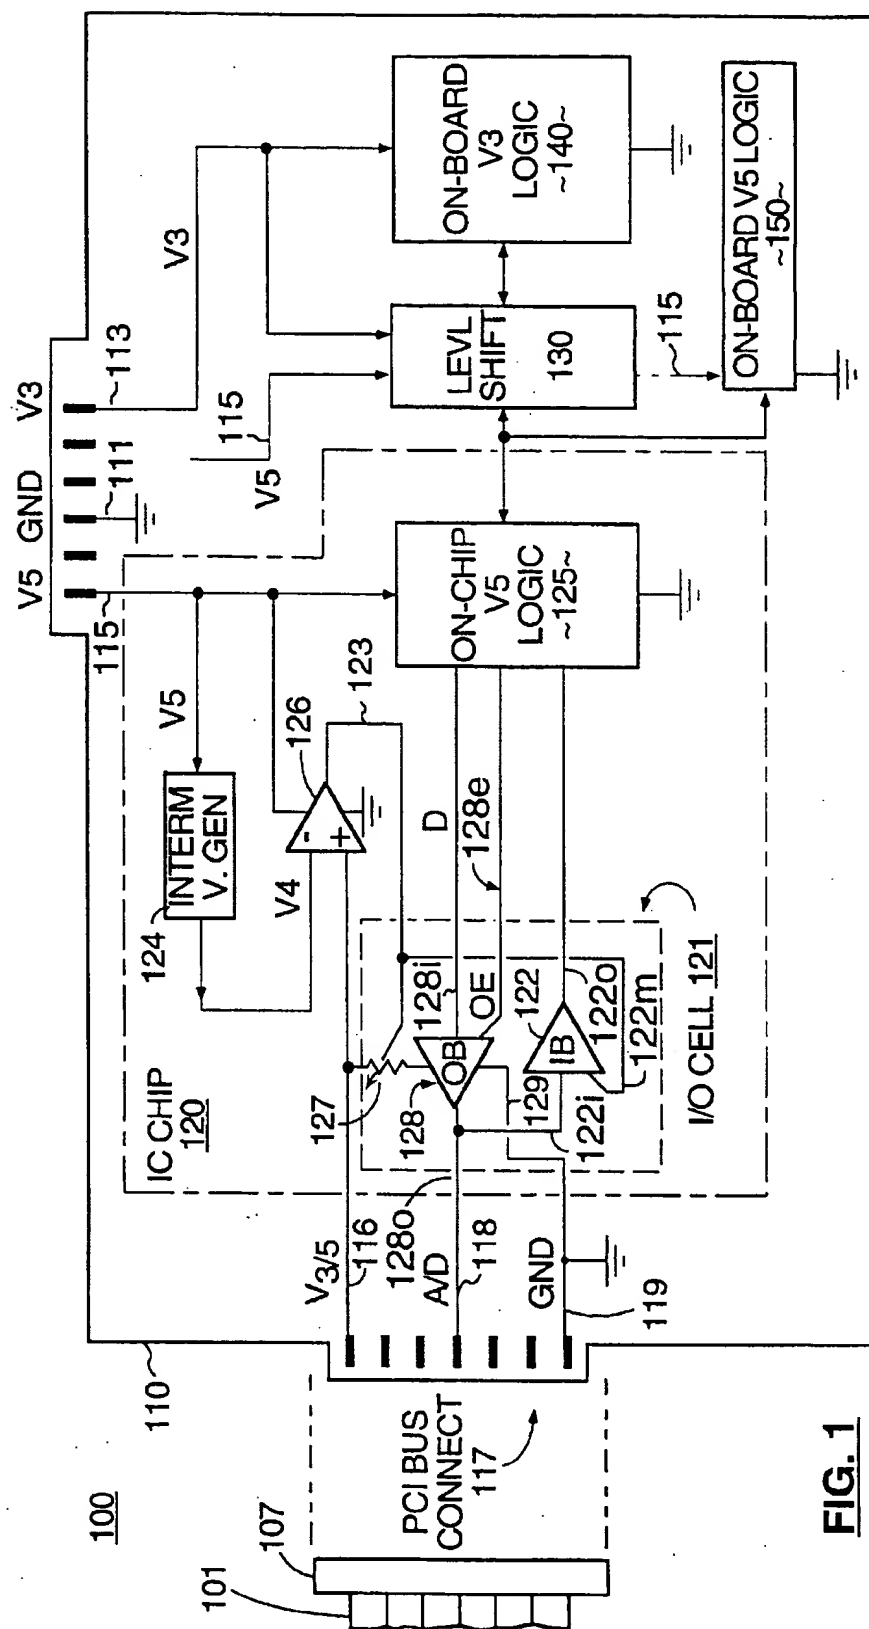 100
101
107
110
PCI BUS
CONNECT
117
V3/5
116
128O
A/D
118
GND
119
IC CHIP
120
124
INTERM
V. GEN
V5
V4
115
V5
GND
111
V3
113
V3
-
+
126
123
127
128
OB
128i
D
OE
128e
129
122
IB
122o
122i
122m
I/O CELL 121
ON-CHIP
V5
LOGIC
~125~
V5
115
LEVL
SHIFT
130
115
ON-BOARD
V3
LOGIC
~140~
ON-BOARD V5 LOGIC
~150~
FIG. 1